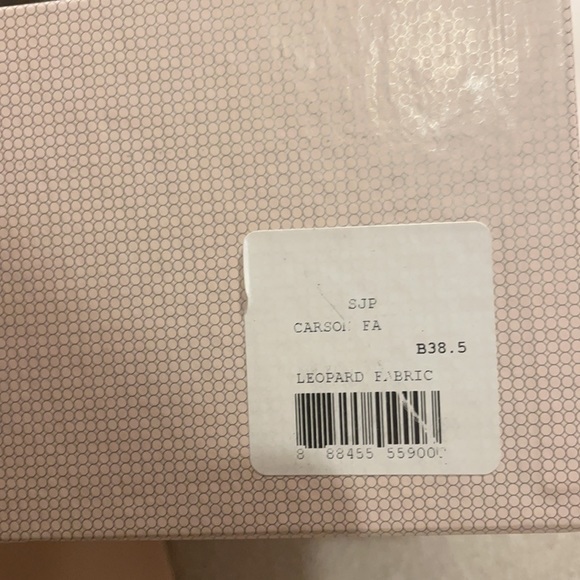 SJP
CARSON FA
B38.5
LEOPARD FABRIC
8 88455 55900